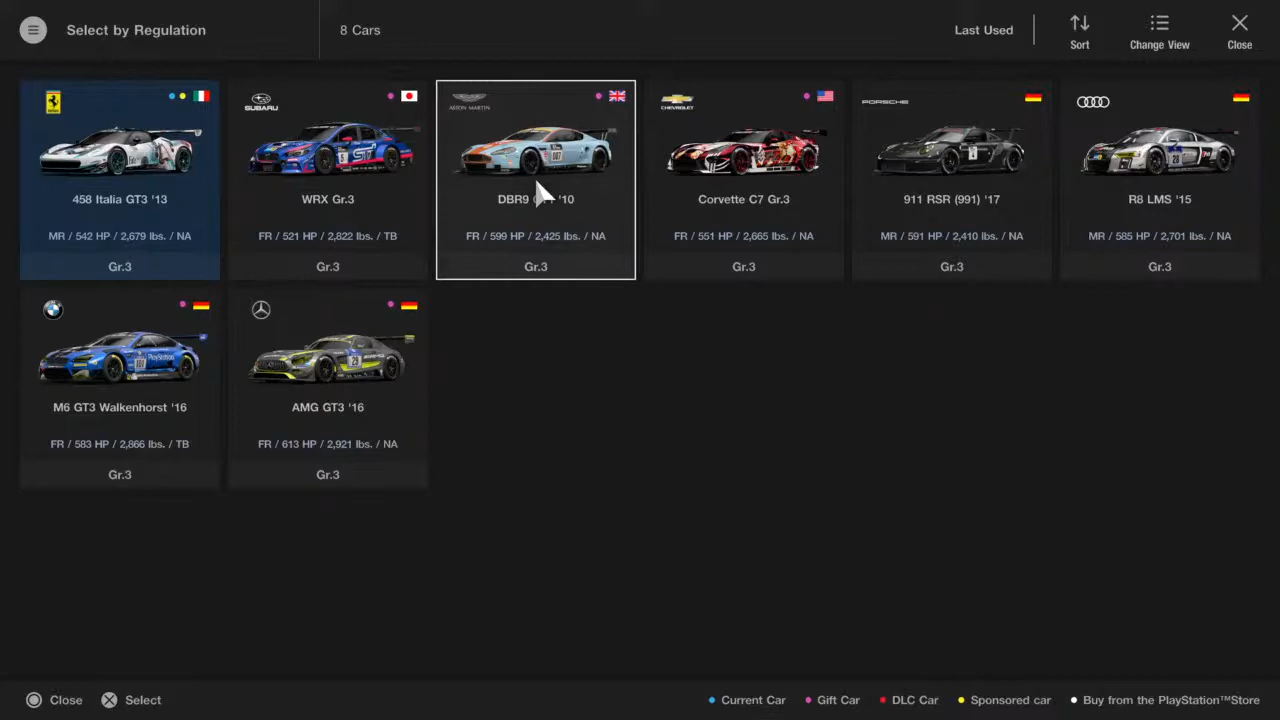 Select by Regulation
8 Cars
Last Used
Sort
Change View
Close
SUBARU
ASTON MARTIN
CHEVROLET
PORSCHE
458 Italia GT3 '13
WRX Gr.3
DBR9 '10
Corvette C7 Gr.3
911 RSR (991) '17
R8 LMS '15
MR / 542 HP / 2,679 lbs. / NA
FR / 521 HP / 2,822 lbs. / TB
FR / 599 HP / 2,425 lbs. / NA
FR / 551 HP / 2,665 lbs. / NA
MR / 591 HP / 2,410 lbs. / NA
MR / 585 HP / 2,701 lbs. / NA
Gr.3
Gr.3
Gr.3
Gr.3
Gr.3
Gr.3
PlayStation
M6 GT3 Walkenhorst '16
AMG GT3 '16
FR / 583 HP / 2,866 lbs. / TB
FR / 613 HP / 2,921 lbs. / NA
Gr.3
Gr.3
Close
Select
Current Car
Gift Car
DLC Car
Sponsored car
Buy from the PlayStation™Store